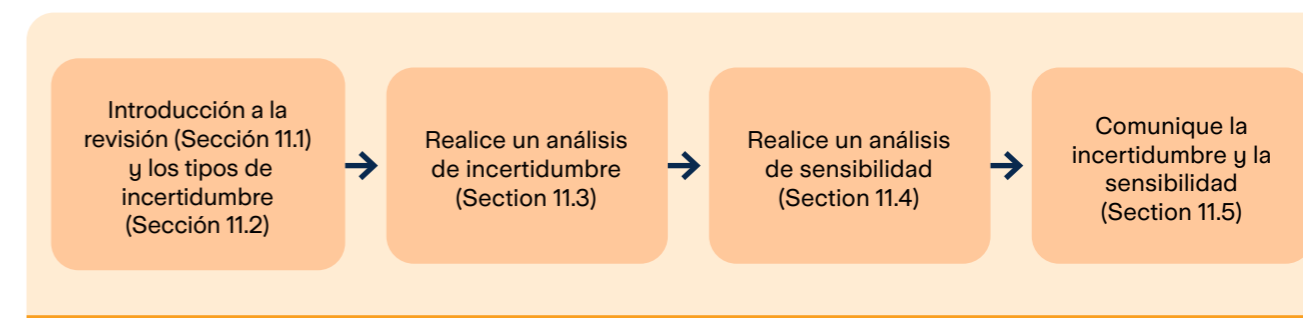 Introducción a la
revisión (Sección 11.1)
y los tipos de
incertidumbre
(Sección 11.2)
Realice un análisis
de incertidumbre
(Section 11.3)
Realice un análisis
de sensibilidad
(Section 11.4)
Comunique la
incertidumbre y la
sensibilidad
(Section 11.5)